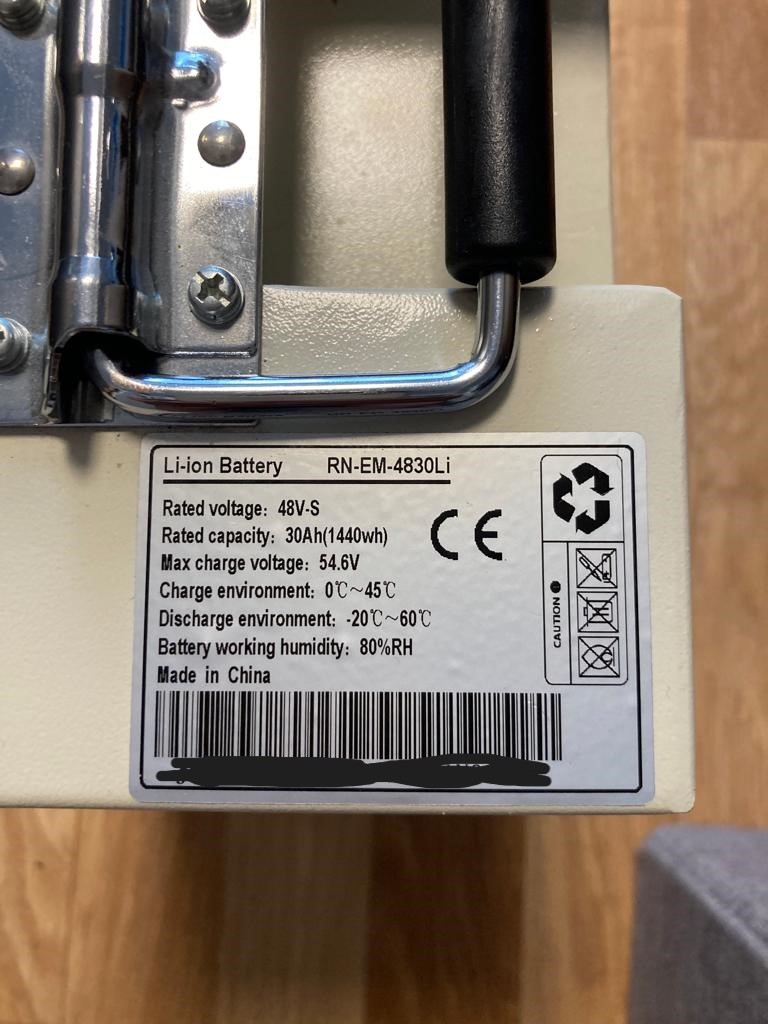 Li-ion Battery RN-EM-4830Li
Rated voltage: 48V-S
Rated capacity: 30Ah(1440wh)
Max charge voltage: 54.6V
Charge environment: 0℃~45℃
Discharge environment: -20℃~60℃
Battery working humidity: 80%RH
Made in China
CE
CAUTION